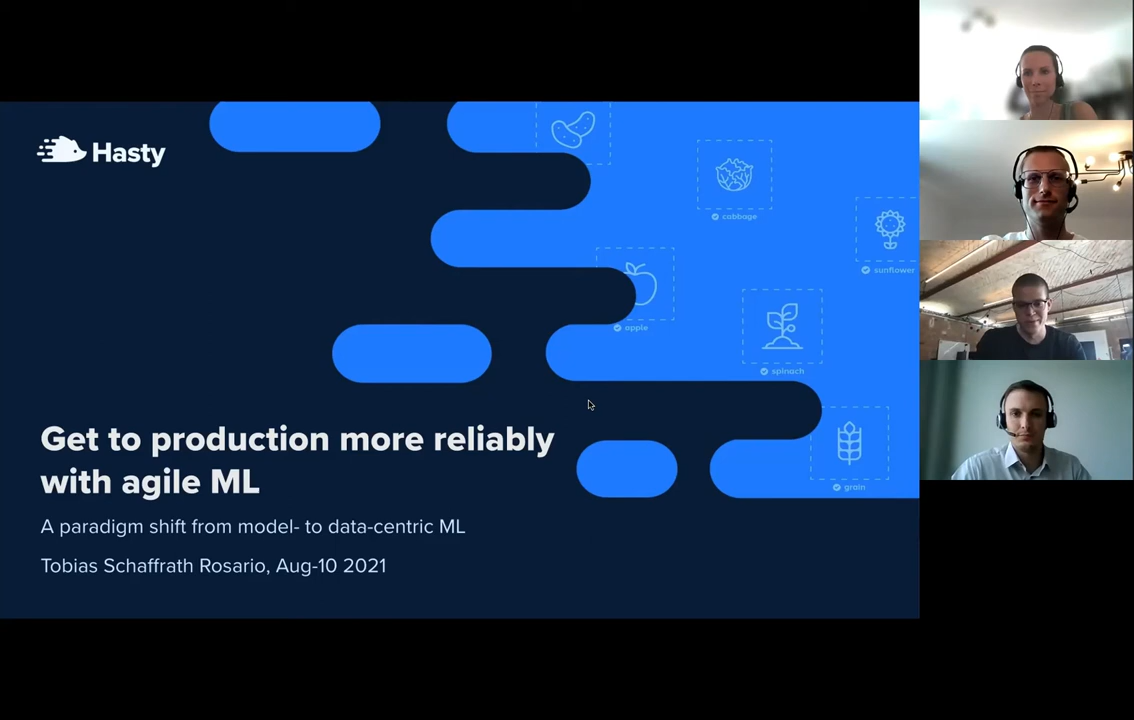 Hasty
cabbage
sunflower
apple
spinach
grain
Get to production more reliably
with agile ML
A paradigm shift from model- to data-centric ML
Tobias Schaffrath Rosario, Aug-10 2021